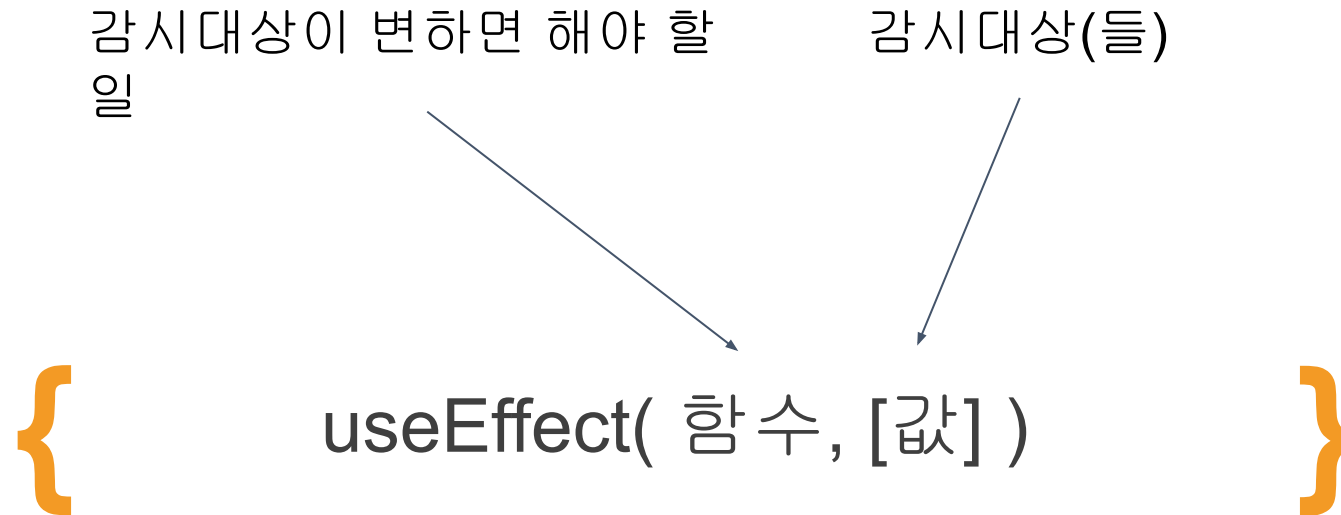 감시대상이 변하면 해야 할
일
감시대상(들)
{ useEffect( 함수, [값] ) }